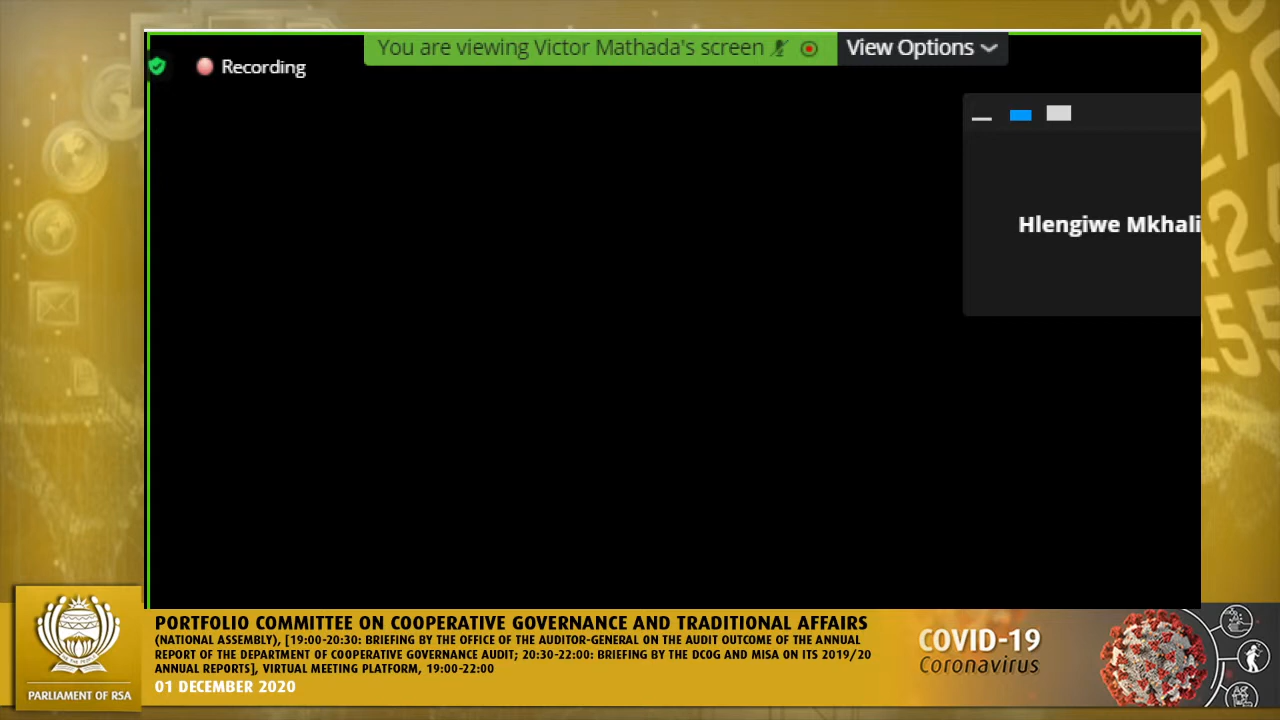 You are viewing Victor Mathada's screen
View Options
Recording
Hlengiwe Mkhali
PORTFOLIO COMMITTEE ON COOPERATIVE GOVERNANCE AND TRADITIONAL AFFAIRS
(NATIONAL ASSEMBLY), [19:00-20:30: BRIEFING BY THE OFFICE OF THE AUDITOR-GENERAL ON THE AUDIT OUTCOME OF THE ANNUAL
REPORT OF THE DEPARTMENT OF COOPERATIVE GOVERNANCE AUDIT; 20:30-22:00: BRIEFING BY THE DCOG AND MISA ON ITS 2019/20
ANNUAL REPORTS], VIRTUAL MEETING PLATFORM, 19:00-22:00
01 DECEMBER 2020
PARLIAMENT OF RSA
COVID-19
Coronavirus